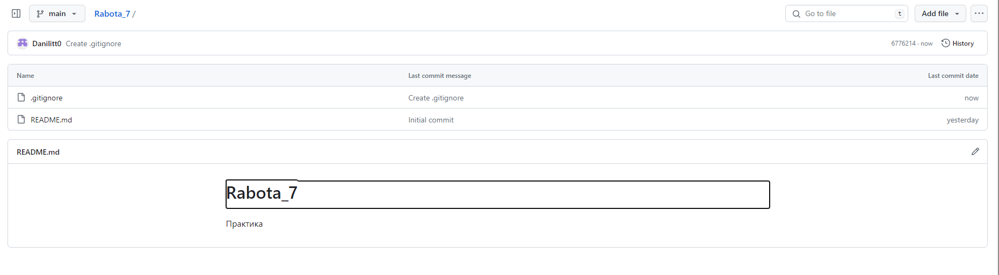 main Rabota_7 / Go to file t Add file ...
Danilitt0 Create .gitignore 6776214 · now History
Name Last commit message Last commit date
.gitignore Create .gitignore now
README.md Initial commit yesterday
README.md
Rabota_7
Практика